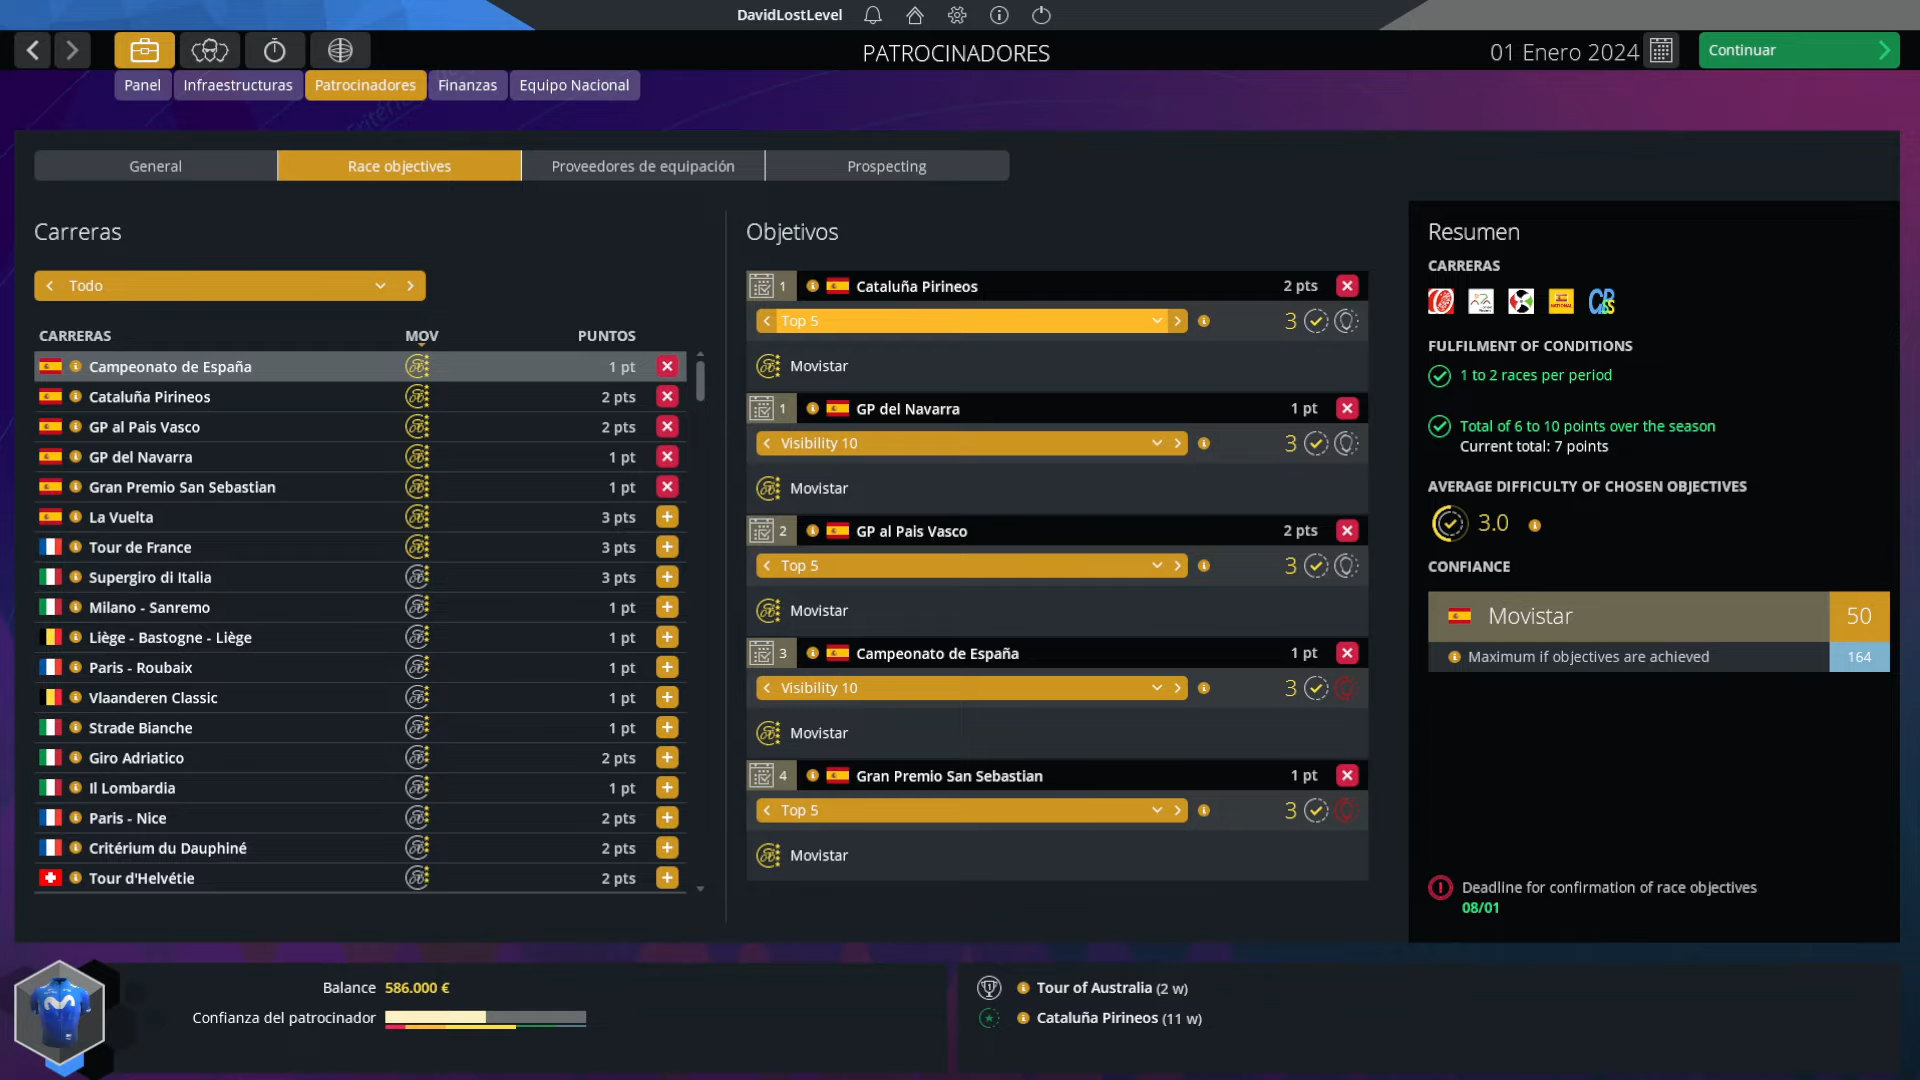 DavidLostLevel
PATROCINADORES
01 Enero 2024
Continuar
Panel
Infraestructuras
Patrocinadores
Finanzas
Equipo Nacional
General
Race objectives
Proveedores de equipación
Prospecting
Carreras
Todo
CARRERAS MOV PUNTOS
Campeonato de España 1 pt
Cataluña Pirineos 2 pts
GP al Pais Vasco 2 pts
GP del Navarra 1 pt
Gran Premio San Sebastian 1 pt
La Vuelta 3 pts
Tour de France 3 pts
Supergiro di Italia 3 pts
Milano - Sanremo 1 pt
Liège - Bastogne - Liège 1 pt
Paris - Roubaix 1 pt
Vlaanderen Classic 1 pt
Strade Bianche 1 pt
Giro Adriatico 2 pts
Il Lombardia 1 pt
Paris - Nice 2 pts
Critérium du Dauphiné 2 pts
Tour d'Helvétie 2 pts
Objetivos
1 Cataluña Pirineos 2 pts
Top 5 3
Movistar
1 GP del Navarra 1 pt
Visibility 10 3
Movistar
2 GP al Pais Vasco 2 pts
Top 5 3
Movistar
3 Campeonato de España 1 pt
Visibility 10 3
Movistar
4 Gran Premio San Sebastian 1 pt
Top 5 3
Movistar
Resumen
CARRERAS
FULFILMENT OF CONDITIONS
1 to 2 races per period
Total of 6 to 10 points over the season
Current total: 7 points
AVERAGE DIFFICULTY OF CHOSEN OBJECTIVES
3.0
CONFIANCE
Movistar 50
Maximum if objectives are achieved 164
Deadline for confirmation of race objectives
08/01
Balance 586.000 €
Confianza del patrocinador
Tour of Australia (2 w)
Cataluña Pirineos (11 w)